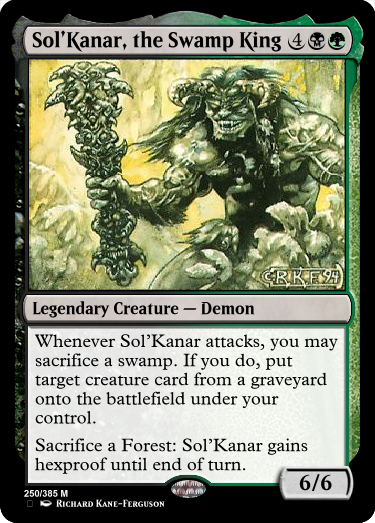 Sol'Kanar, the Swamp King 4
CRKF94
Legendary Creature — Demon
Whenever Sol'Kanar attacks, you may
sacrifice a swamp. If you do, put
target creature card from a graveyard
onto the battlefield under your
control.
Sacrifice a Forest: Sol'Kanar gains
hexproof until end of turn.
6/6
250/385 M
Richard Kane-Ferguson